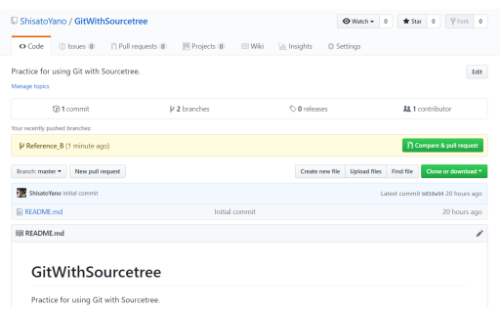 ShisatoYano / GitWithSourcetree
Watch 0 Star 0 Fork 0
Code Issues 0 Pull requests 0 Projects 0 Wiki Insights Settings
Practice for using Git with Sourcetree. Edit
Manage topics
1 commit 2 branches 0 releases 1 contributor
Your recently pushed branches:
Reference_B (1 minute ago) Compare & pull request
Branch: master New pull request Create new file Upload files Find file Clone or download
ShisatoYano Initial commit Latest commit 20 hours ago
README.md Initial commit 20 hours ago
README.md
GitWithSourcetree
Practice for using Git with Sourcetree.